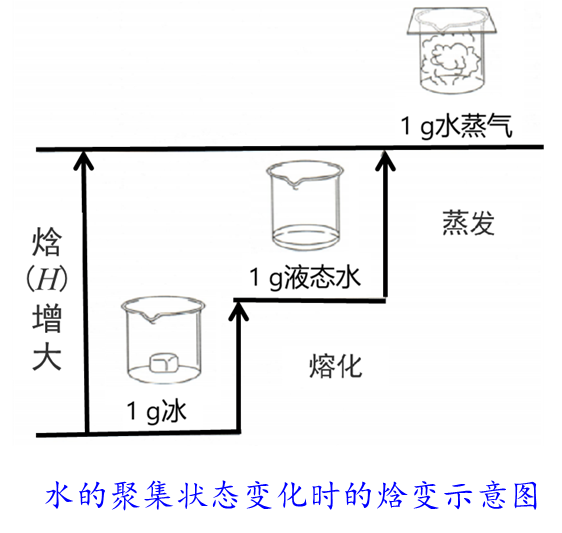 1 g水蒸气
蒸发
1 g液态水
焓
(H)
增
大
熔化
1 g冰
水的聚集状态变化时的焓变示意图